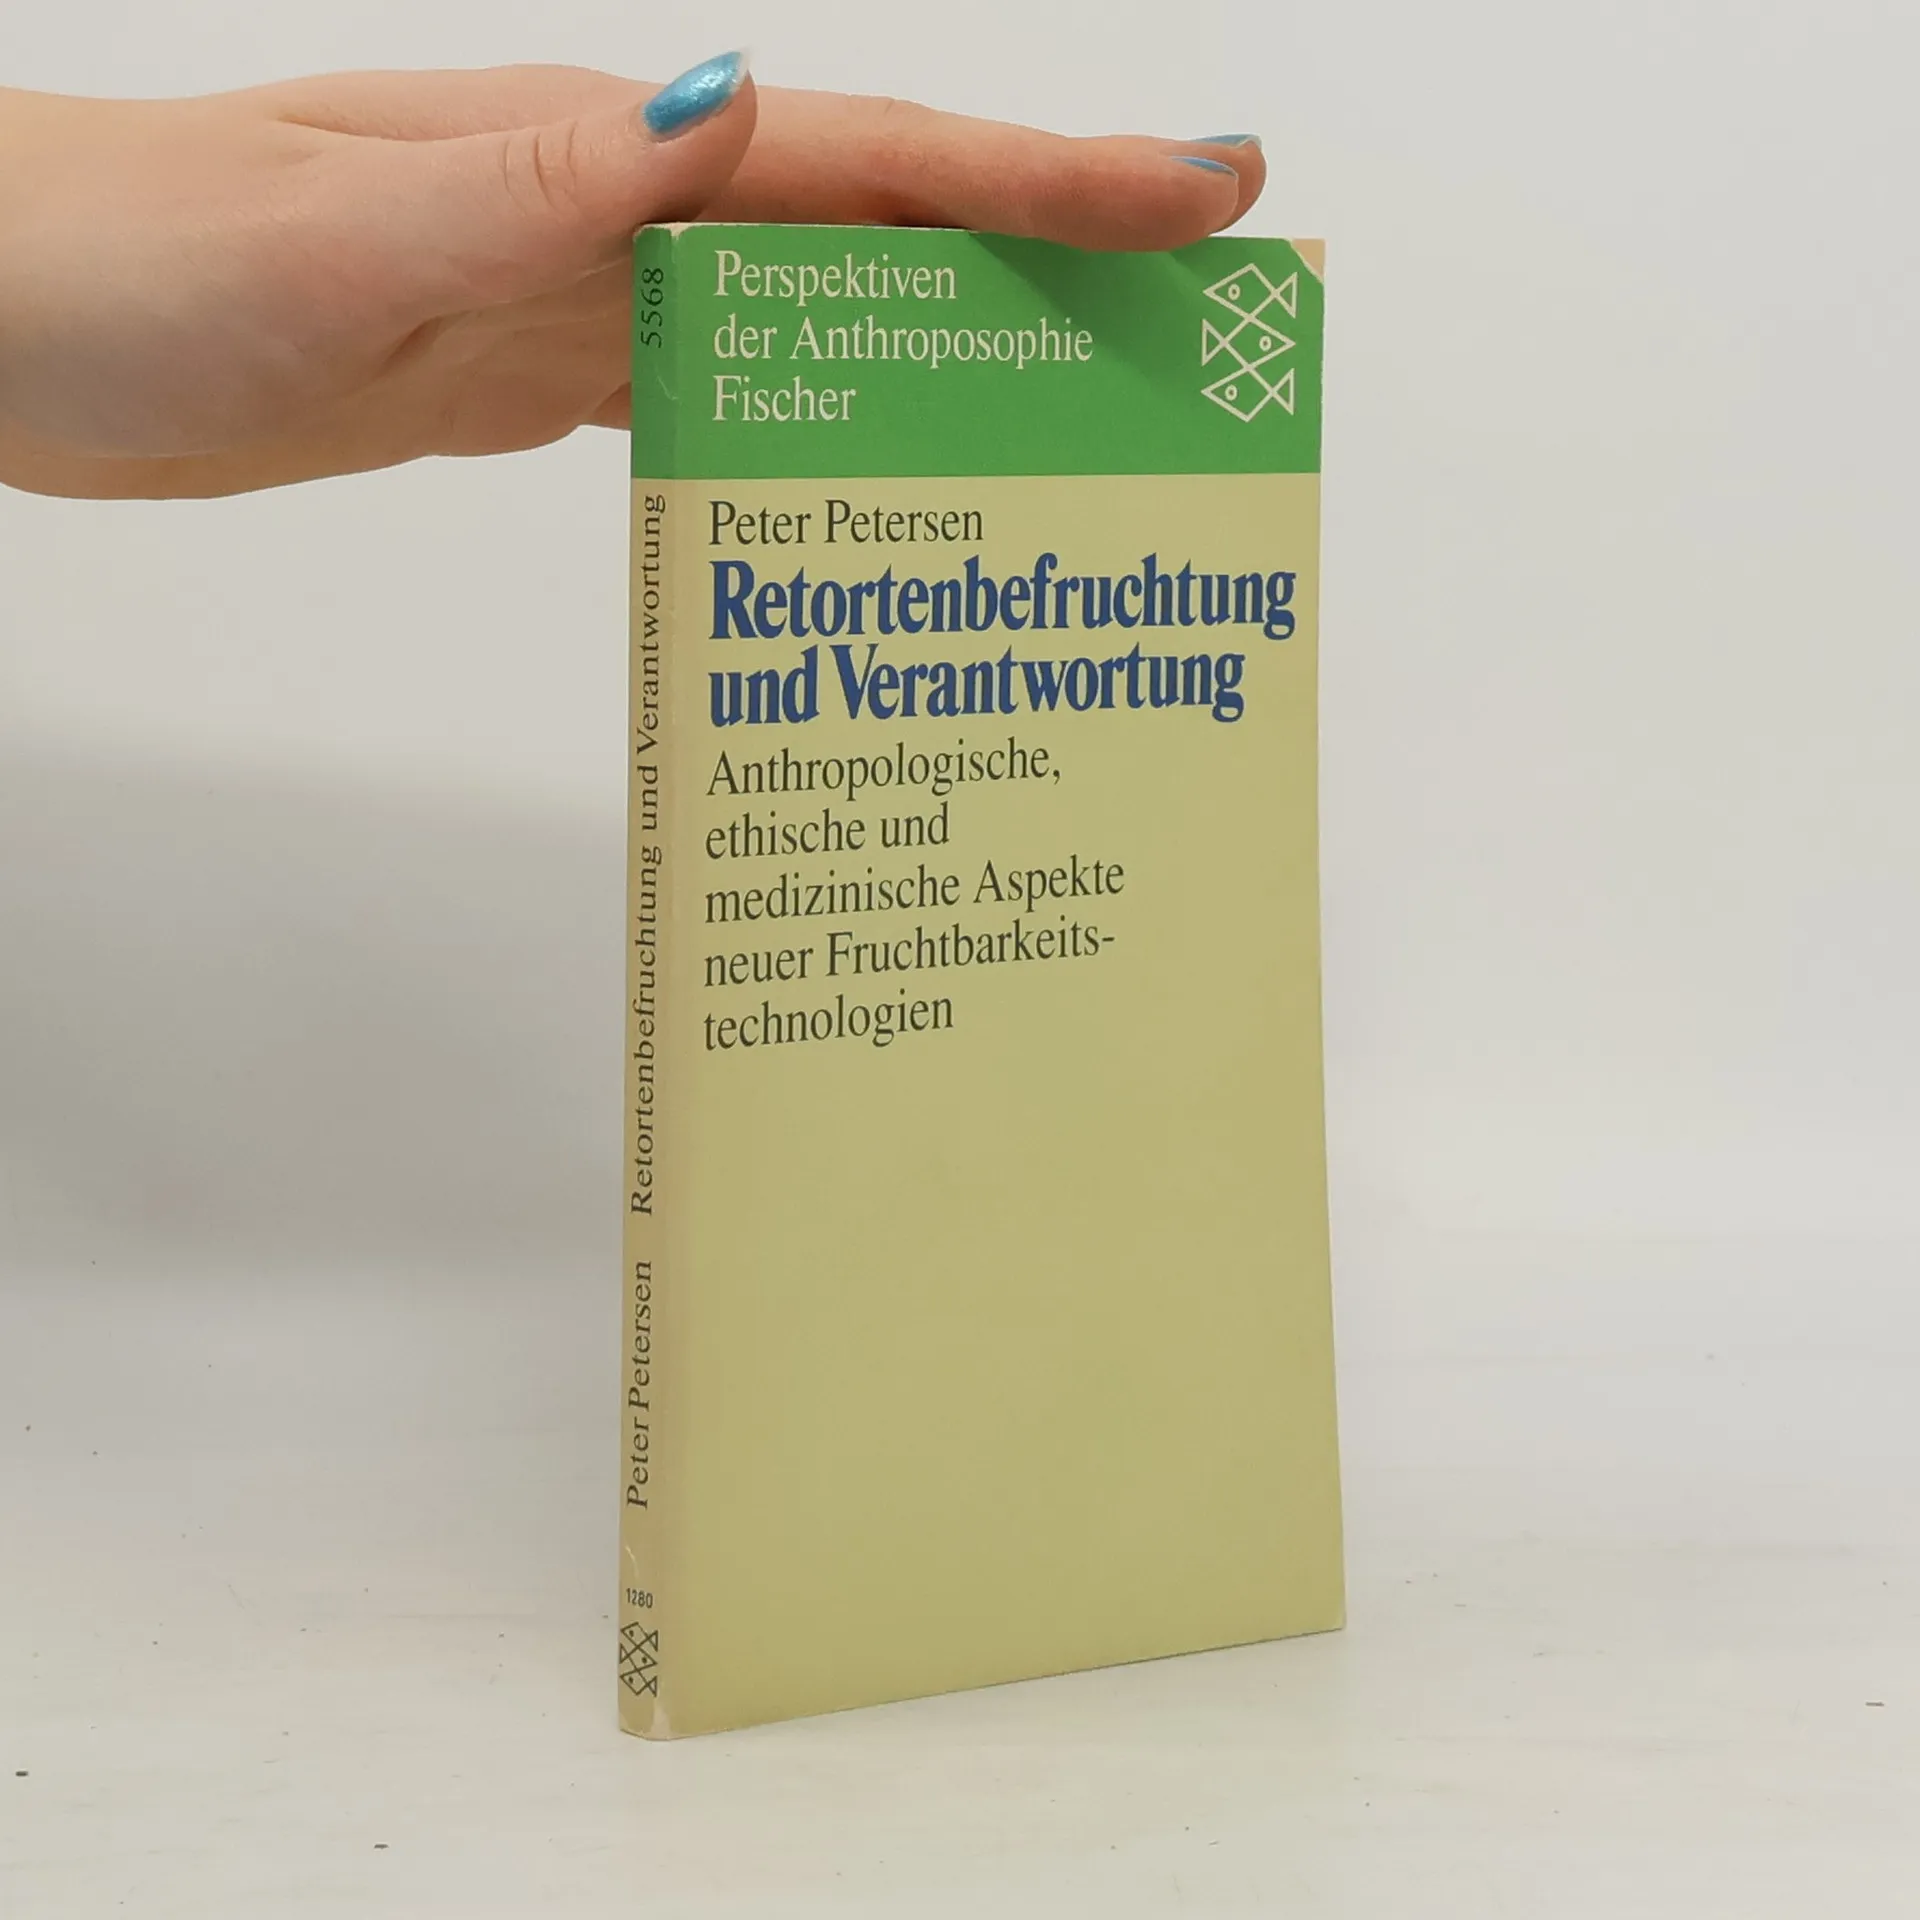 Perspektiven
der Anthroposophie
Fischer
Peter Petersen
Retortenbefruchtung
und Verantwortung
Anthropologische,
ethische und
medizinische Aspekte
neuer Fruchtbarkeits-
technologien
5568
Peter Petersen Retortenbefruchtung und Verantwortung
1280